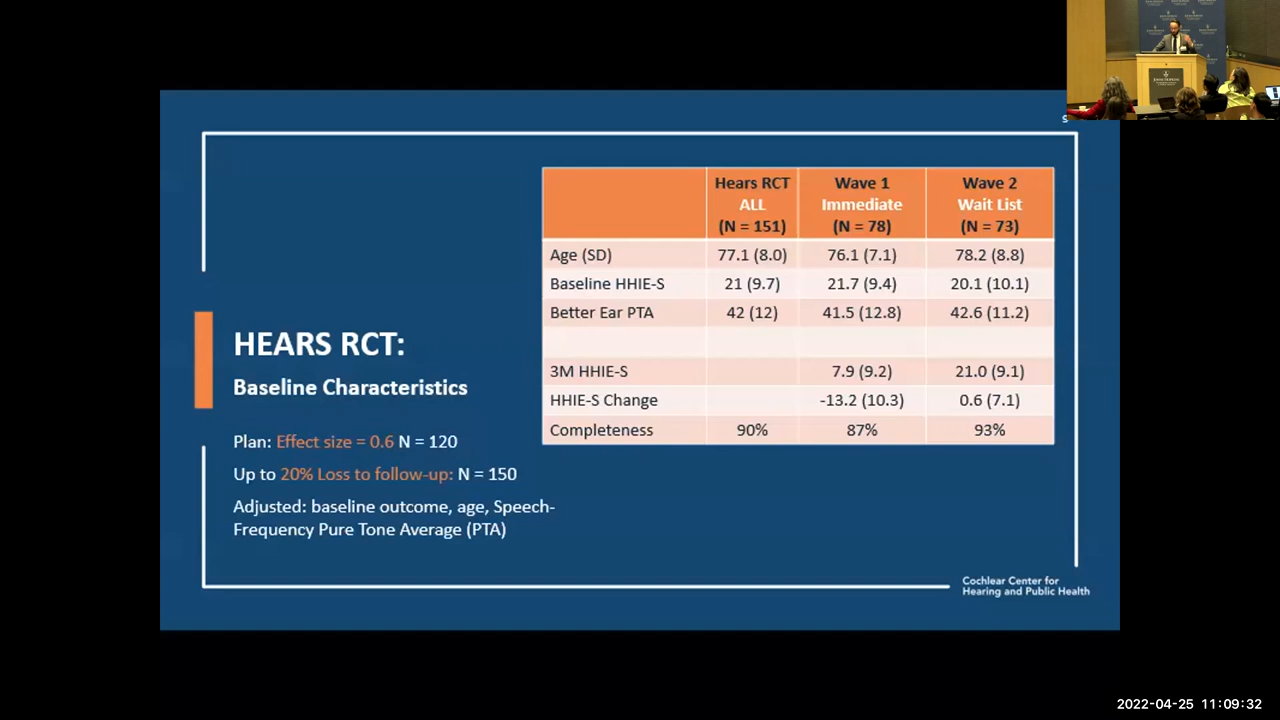 HEARS RCT:
Baseline Characteristics
Plan: Effect size = 0.6 N = 120
Up to 20% Loss to follow-up: N = 150
Adjusted: baseline outcome, age, Speech-
Frequency Pure Tone Average (PTA)
Hears RCT ALL (N = 151) Wave 1 Immediate (N = 78) Wave 2 Wait List (N = 73)
Age (SD) 77.1 (8.0) 76.1 (7.1) 78.2 (8.8)
Baseline HHIE-S 21 (9.7) 21.7 (9.4) 20.1 (10.1)
Better Ear PTA 42 (12) 41.5 (12.8) 42.6 (11.2)
3M HHIE-S 7.9 (9.2) 21.0 (9.1)
HHIE-S Change -13.2 (10.3) 0.6 (7.1)
Completeness 90% 87% 93%
Cochlear Center for
Hearing and Public Health
2022-04-25 11:09:32